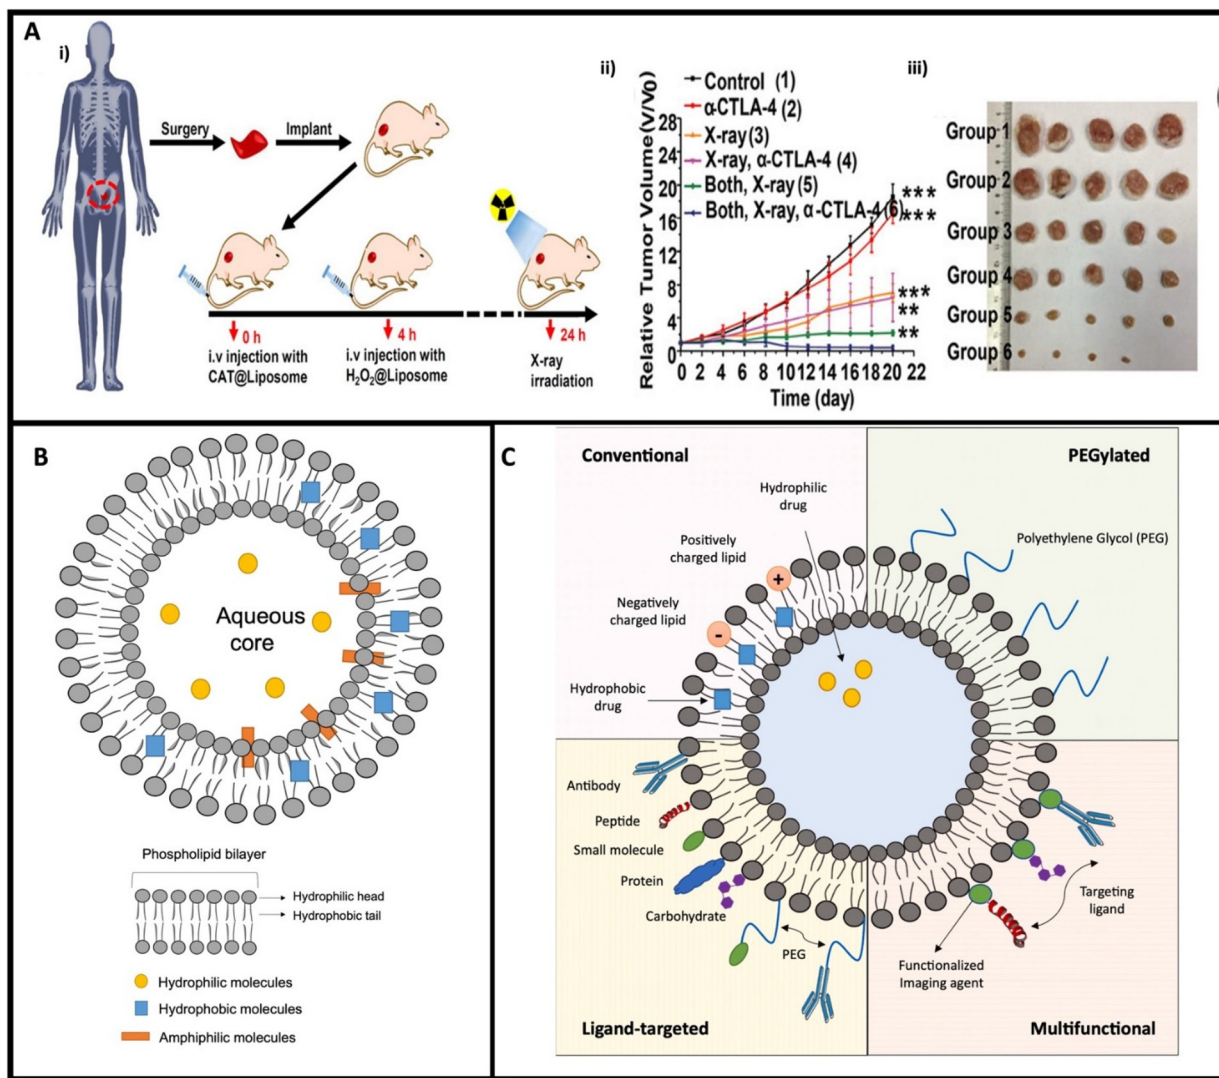 A
i)
Surgery
Implant
0 h
i.v injection with
CAT@Liposome
4 h
i.v injection with
H₂O₂@Liposome
24 h
X-ray
irradiation
ii)
Control (1)
αCTLA-4 (2)
X-ray (3)
X-ray, α-CTLA-4 (4)
Both, X-ray (5)
Both, X-ray, α-CTLA-4 (6)
Relative Tumor Volume(V/V0)
28
24
20
16
12
8
4
0
***
***
***
**
**
0 2 4 6 8 10 12 14 16 18 20 22
Time (day)
iii)
Group 1
Group 2
Group 3
Group 4
Group 5
Group 6
B
Aqueous
core
Phospholipid bilayer
Hydrophilic head
Hydrophobic tail
Hydrophilic molecules
Hydrophobic molecules
Amphiphilic molecules
C
Conventional
PEGylated
Hydrophilic
drug
Positively
charged lipid
+
Negatively
charged lipid
-
Hydrophobic
drug
Polyethylene Glycol (PEG)
Antibody
Peptide
Small molecule
Protein
Carbohydrate
PEG
Ligand-targeted
Targeting
ligand
Functionalized
Imaging agent
Multifunctional